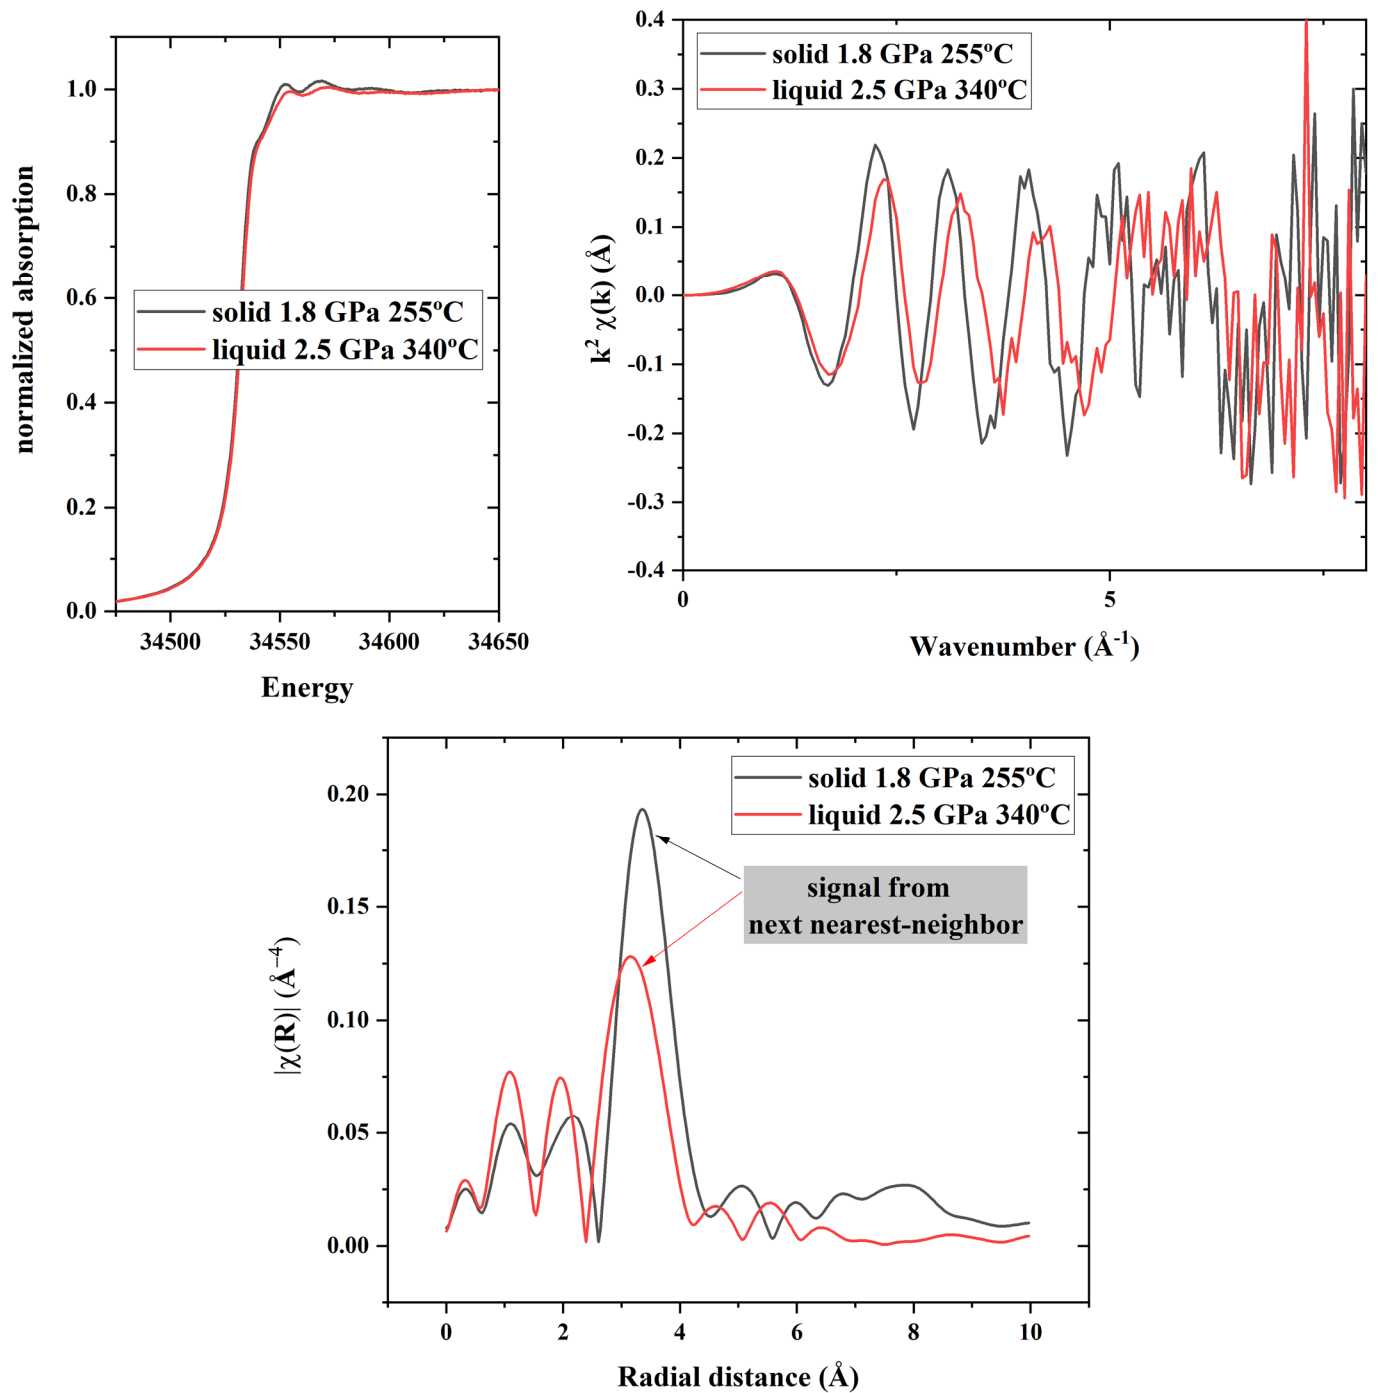 normalized absorption
1.0
0.8
0.6
0.4
0.2
0.0
solid 1.8 GPa 255ºC
liquid 2.5 GPa 340ºC
34500 34550 34600 34650
Energy
k² χ(k) (Å)
0.4
0.3
0.2
0.1
0.0
-0.1
-0.2
-0.3
-0.4
solid 1.8 GPa 255ºC
liquid 2.5 GPa 340ºC
0 5
Wavenumber (Å⁻¹)
|χ(R)| (Å⁻⁴)
0.20
0.15
0.10
0.05
0.00
solid 1.8 GPa 255ºC
liquid 2.5 GPa 340ºC
signal from
next nearest-neighbor
0 2 4 6 8 10
Radial distance (Å)